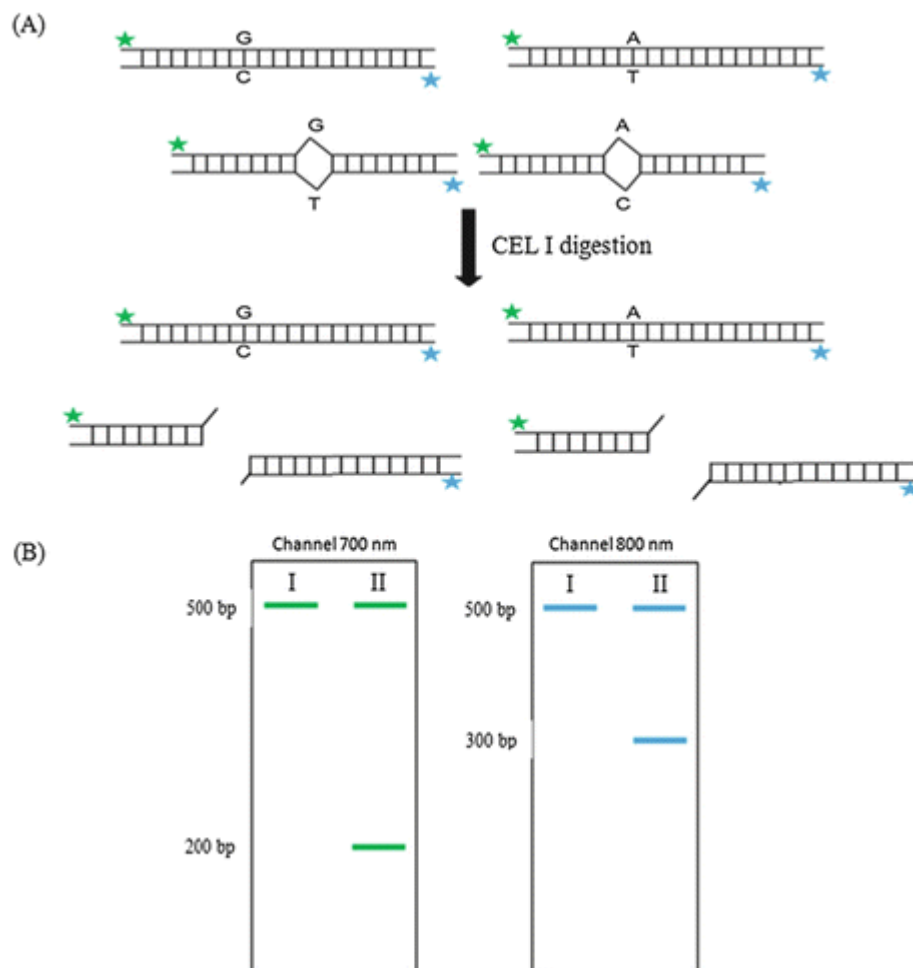 (A)
G
A
C
T
G
A
T
C
CEL I digestion
G
A
C
T
(B)
Channel 700 nm
Channel 800 nm
I II
I II
500 bp
500 bp
300 bp
200 bp